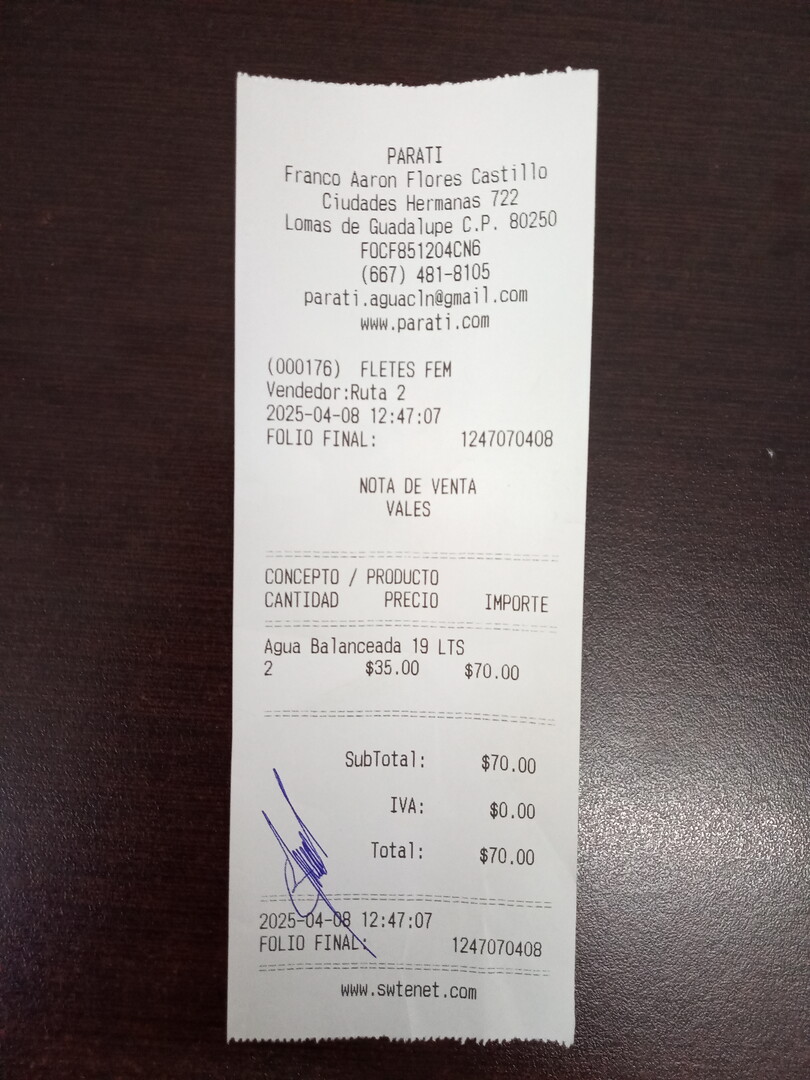 PARATI
Franco Aaron Flores Castillo
Ciudades Hermanas 722
Lomas de Guadalupe C.P. 80250
FOCF851204CN6
(667) 481-8105
parati.aguacln@gmail.com
www.parati.com
(000176) FLETES FEM
Vendedor:Ruta 2
2025-04-08 12:47:07
FOLIO FINAL: 1247070408
NOTA DE VENTA
VALES
CONCEPTO / PRODUCTO
CANTIDAD PRECIO IMPORTE
Agua Balanceada 19 LTS
2 $35.00 $70.00
SubTotal: $70.00
IVA: $0.00
Total: $70.00
2025-04-08 12:47:07
FOLIO FINAL: 1247070408
www.swtenet.com